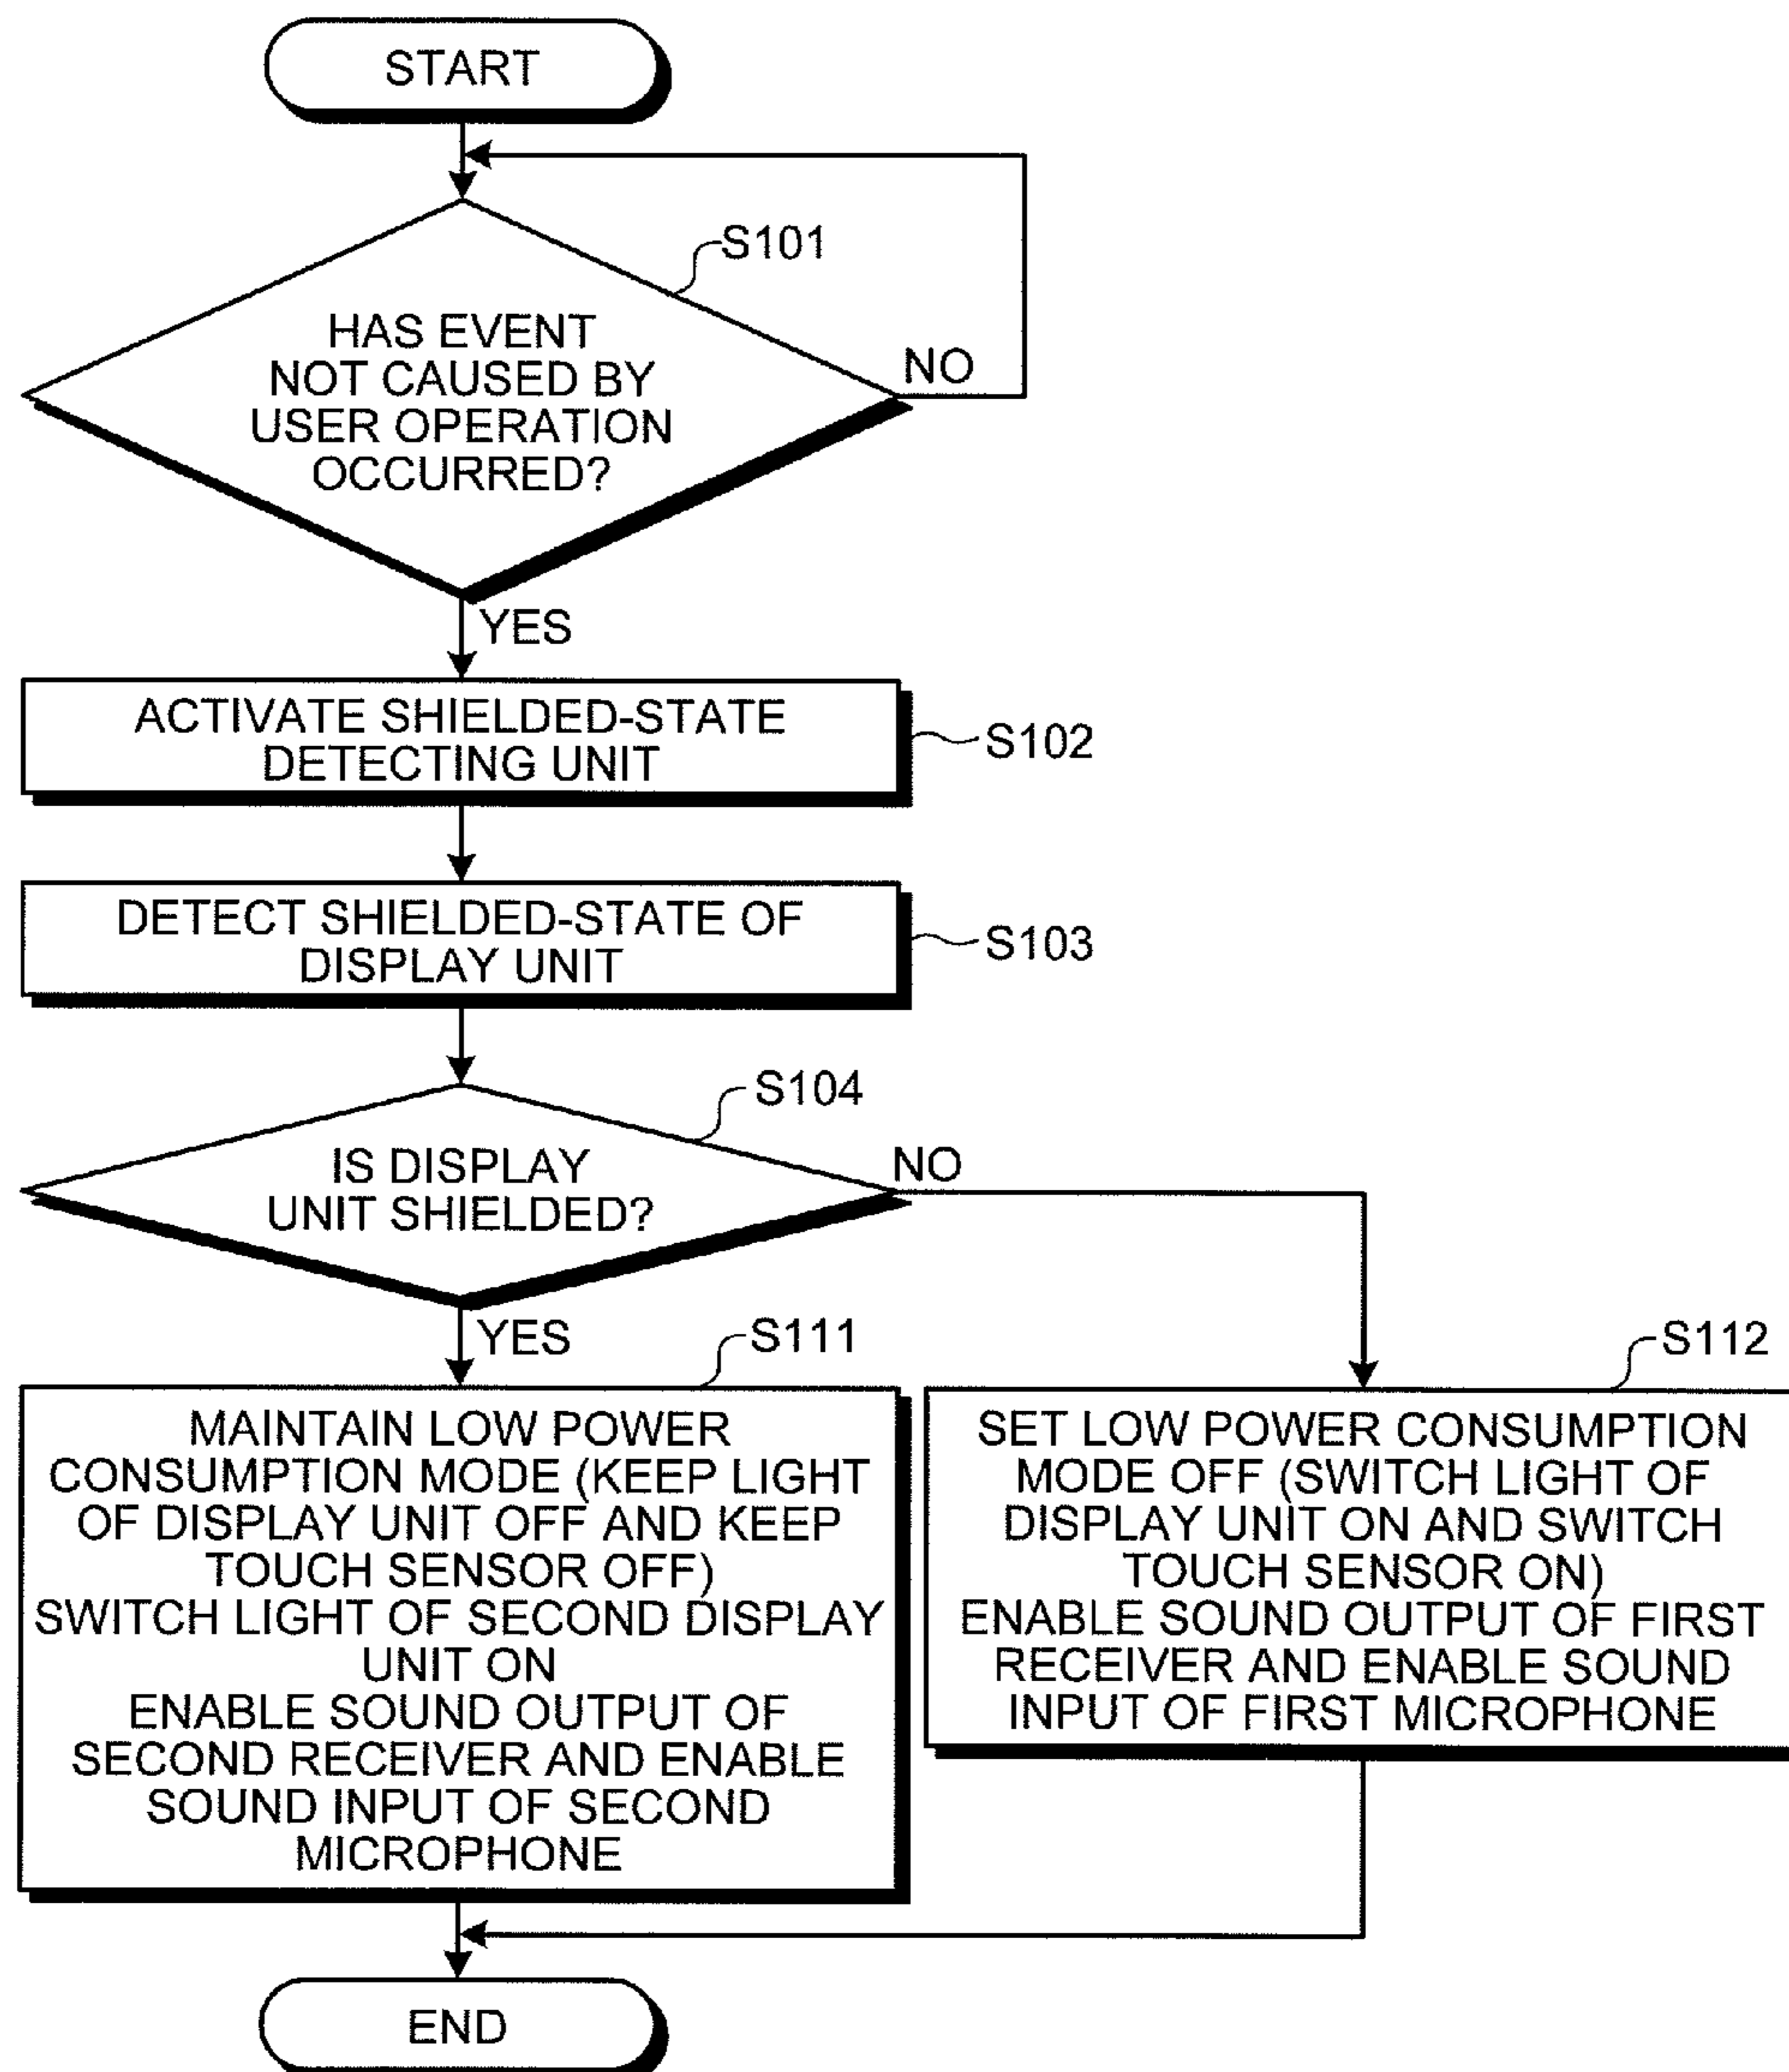 START
S101
HAS EVENT
NOT CAUSED BY
USER OPERATION
OCCURRED?
NO
YES
ACTIVATE SHIELDED-STATE
DETECTING UNIT
S102
DETECT SHIELDED-STATE OF
DISPLAY UNIT
S103
S104
IS DISPLAY
UNIT SHIELDED?
NO
YES
S111
MAINTAIN LOW POWER
CONSUMPTION MODE (KEEP LIGHT
OF DISPLAY UNIT OFF AND KEEP
TOUCH SENSOR OFF)
SWITCH LIGHT OF SECOND DISPLAY
UNIT ON
ENABLE SOUND OUTPUT OF
SECOND RECEIVER AND ENABLE
SOUND INPUT OF SECOND
MICROPHONE
S112
SET LOW POWER CONSUMPTION
MODE OFF (SWITCH LIGHT OF
DISPLAY UNIT ON AND SWITCH
TOUCH SENSOR ON)
ENABLE SOUND OUTPUT OF FIRST
RECEIVER AND ENABLE SOUND
INPUT OF FIRST MICROPHONE
END